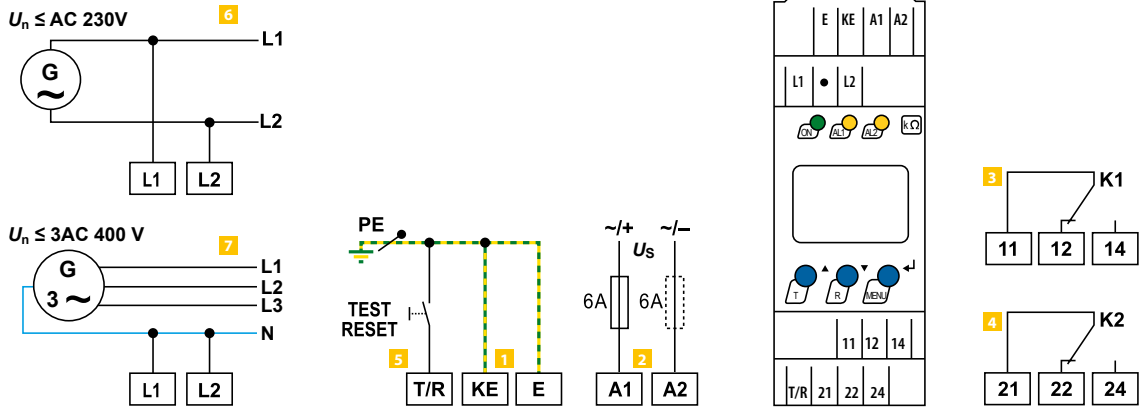 Un ≤ AC 230V
6
G
~
L1
L2
L1 L2
Un ≤ 3AC 400 V
7
G
3 ~
L1
L2
L3
N
L1 L2
PE
TEST
RESET
5
1
T/R KE E
~/+ ~/–
US
6A 6A
2
A1 A2
E KE A1 A2
L1 • L2
ON AL1 AL2 kΩ
T R MENU
11 12 14
T/R 21 22 24
3
K1
11 12 14
4
K2
21 22 24